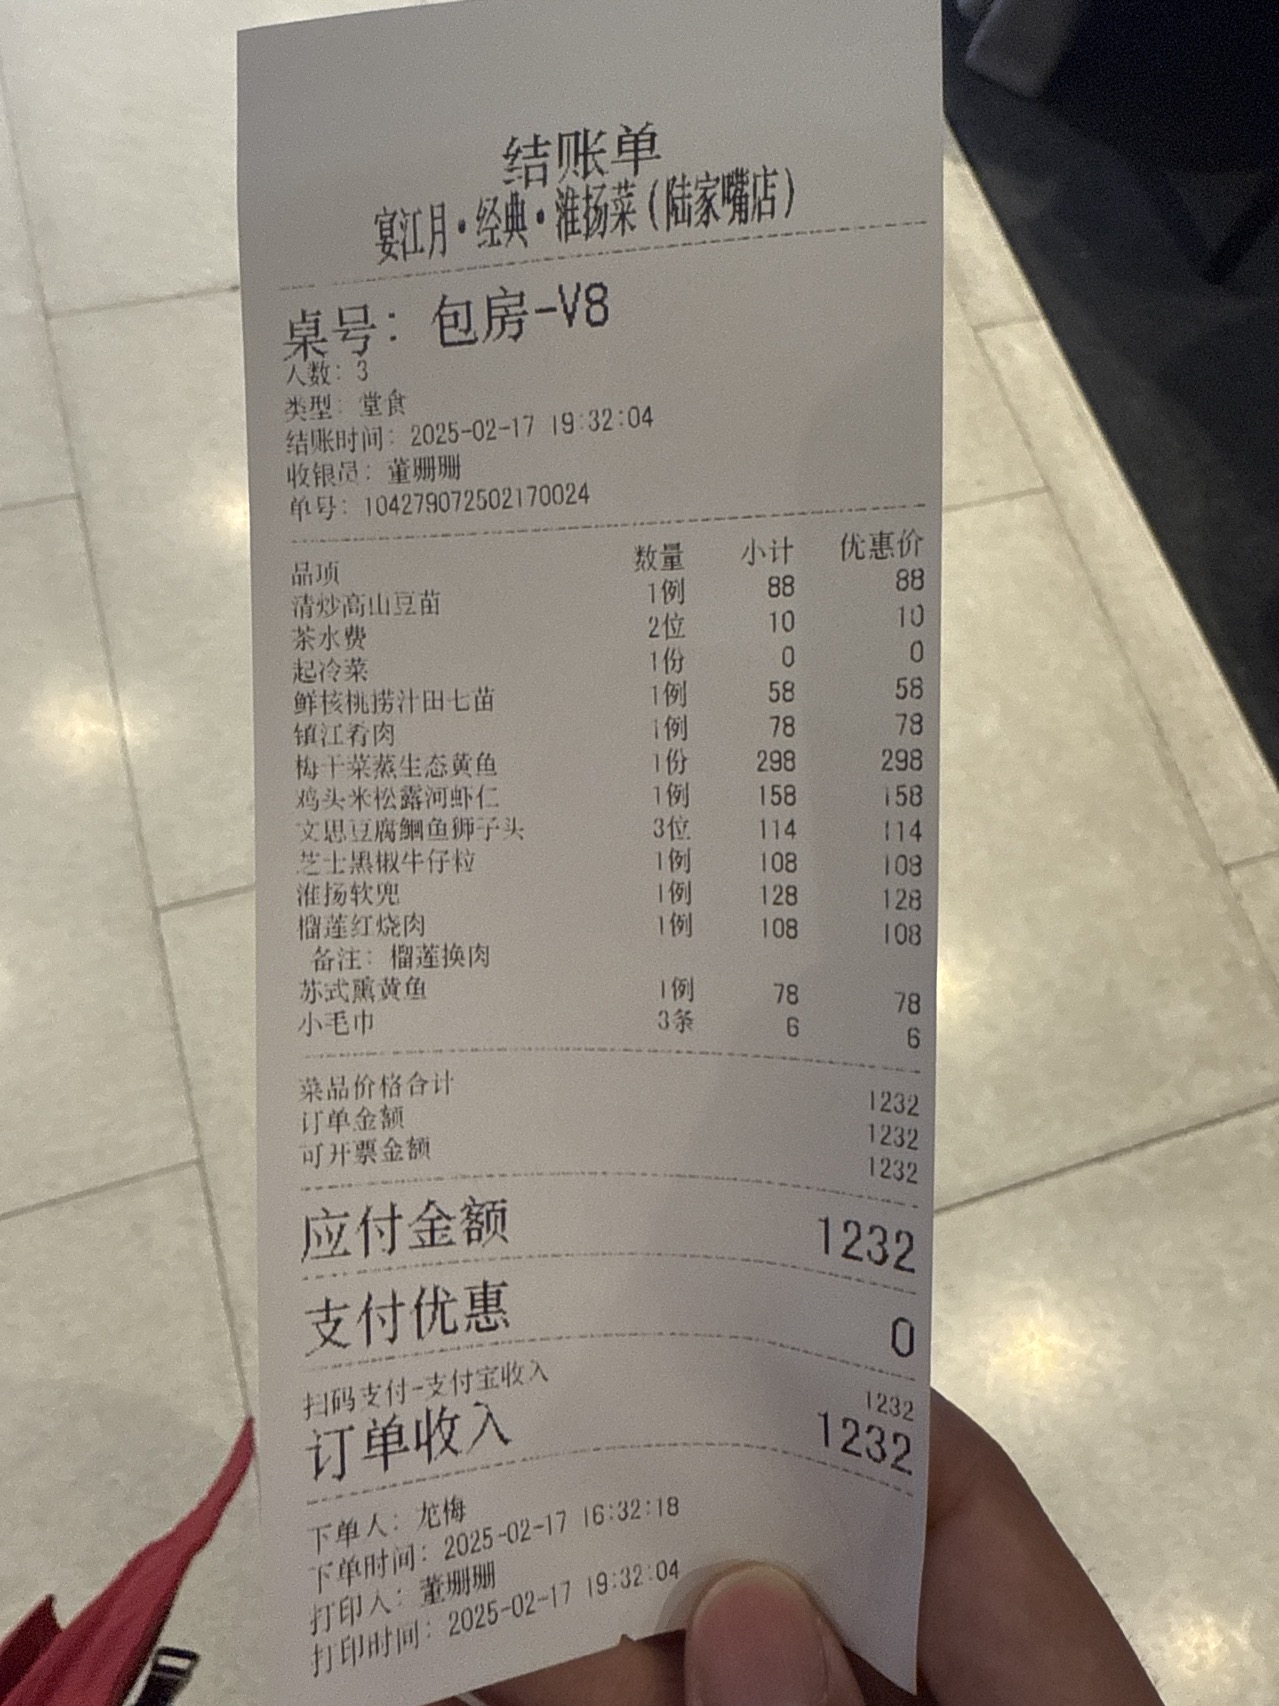 结账单
宴江月·经典·淮扬菜(陆家嘴店)
桌号: 包房-V8
人数: 3
类型: 堂食
结账时间: 2025-02-17 19:32:04
收银员: 董珊珊
单号: 104279072502170024
品项 数量 小计 优惠价
清炒高山豆苗 1例 88 88
茶水费 2位 10 10
起冷菜 1份 0 0
鲜核桃捞汁田七苗 1例 58 58
镇江肴肉 1例 78 78
梅干菜蒸生态黄鱼 1份 298 298
鸡头米松露河虾仁 1例 158 158
文思豆腐鮰鱼狮子头 3位 114 114
芝士黑椒牛仔粒 1例 108 108
淮扬软兜 1例 128 128
榴莲红烧肉 1例 108 108
备注: 榴莲换肉
苏式熏黄鱼 1例 78 78
小毛巾 3条 6 6
菜品价格合计 1232
订单金额 1232
可开票金额 1232
应付金额 1232
支付优惠 0
扫码支付-支付宝收入 1232
订单收入 1232
下单人: 龙梅
下单时间: 2025-02-17 16:32:18
打印人: 董珊珊
打印时间: 2025-02-17 19:32:04